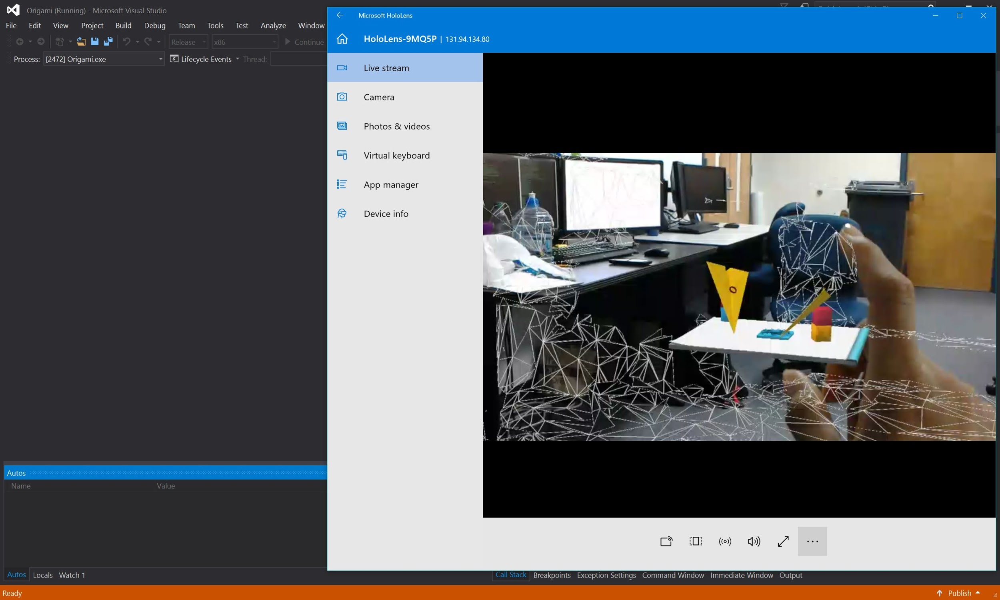 Origami (Running) - Microsoft Visual Studio
File Edit View Project Build Debug Team Tools Test Analyze Window
Release x86 Continue
Process: [2472] Origami.exe Lifecycle Events Thread:
Microsoft HoloLens
HoloLens-9MQ5P | 131.94.134.80
Live stream
Camera
Photos & videos
Virtual keyboard
App manager
Device info
Autos
Name Value
Autos Locals Watch 1
Call Stack Breakpoints Exception Settings Command Window Immediate Window Output
Ready
Publish